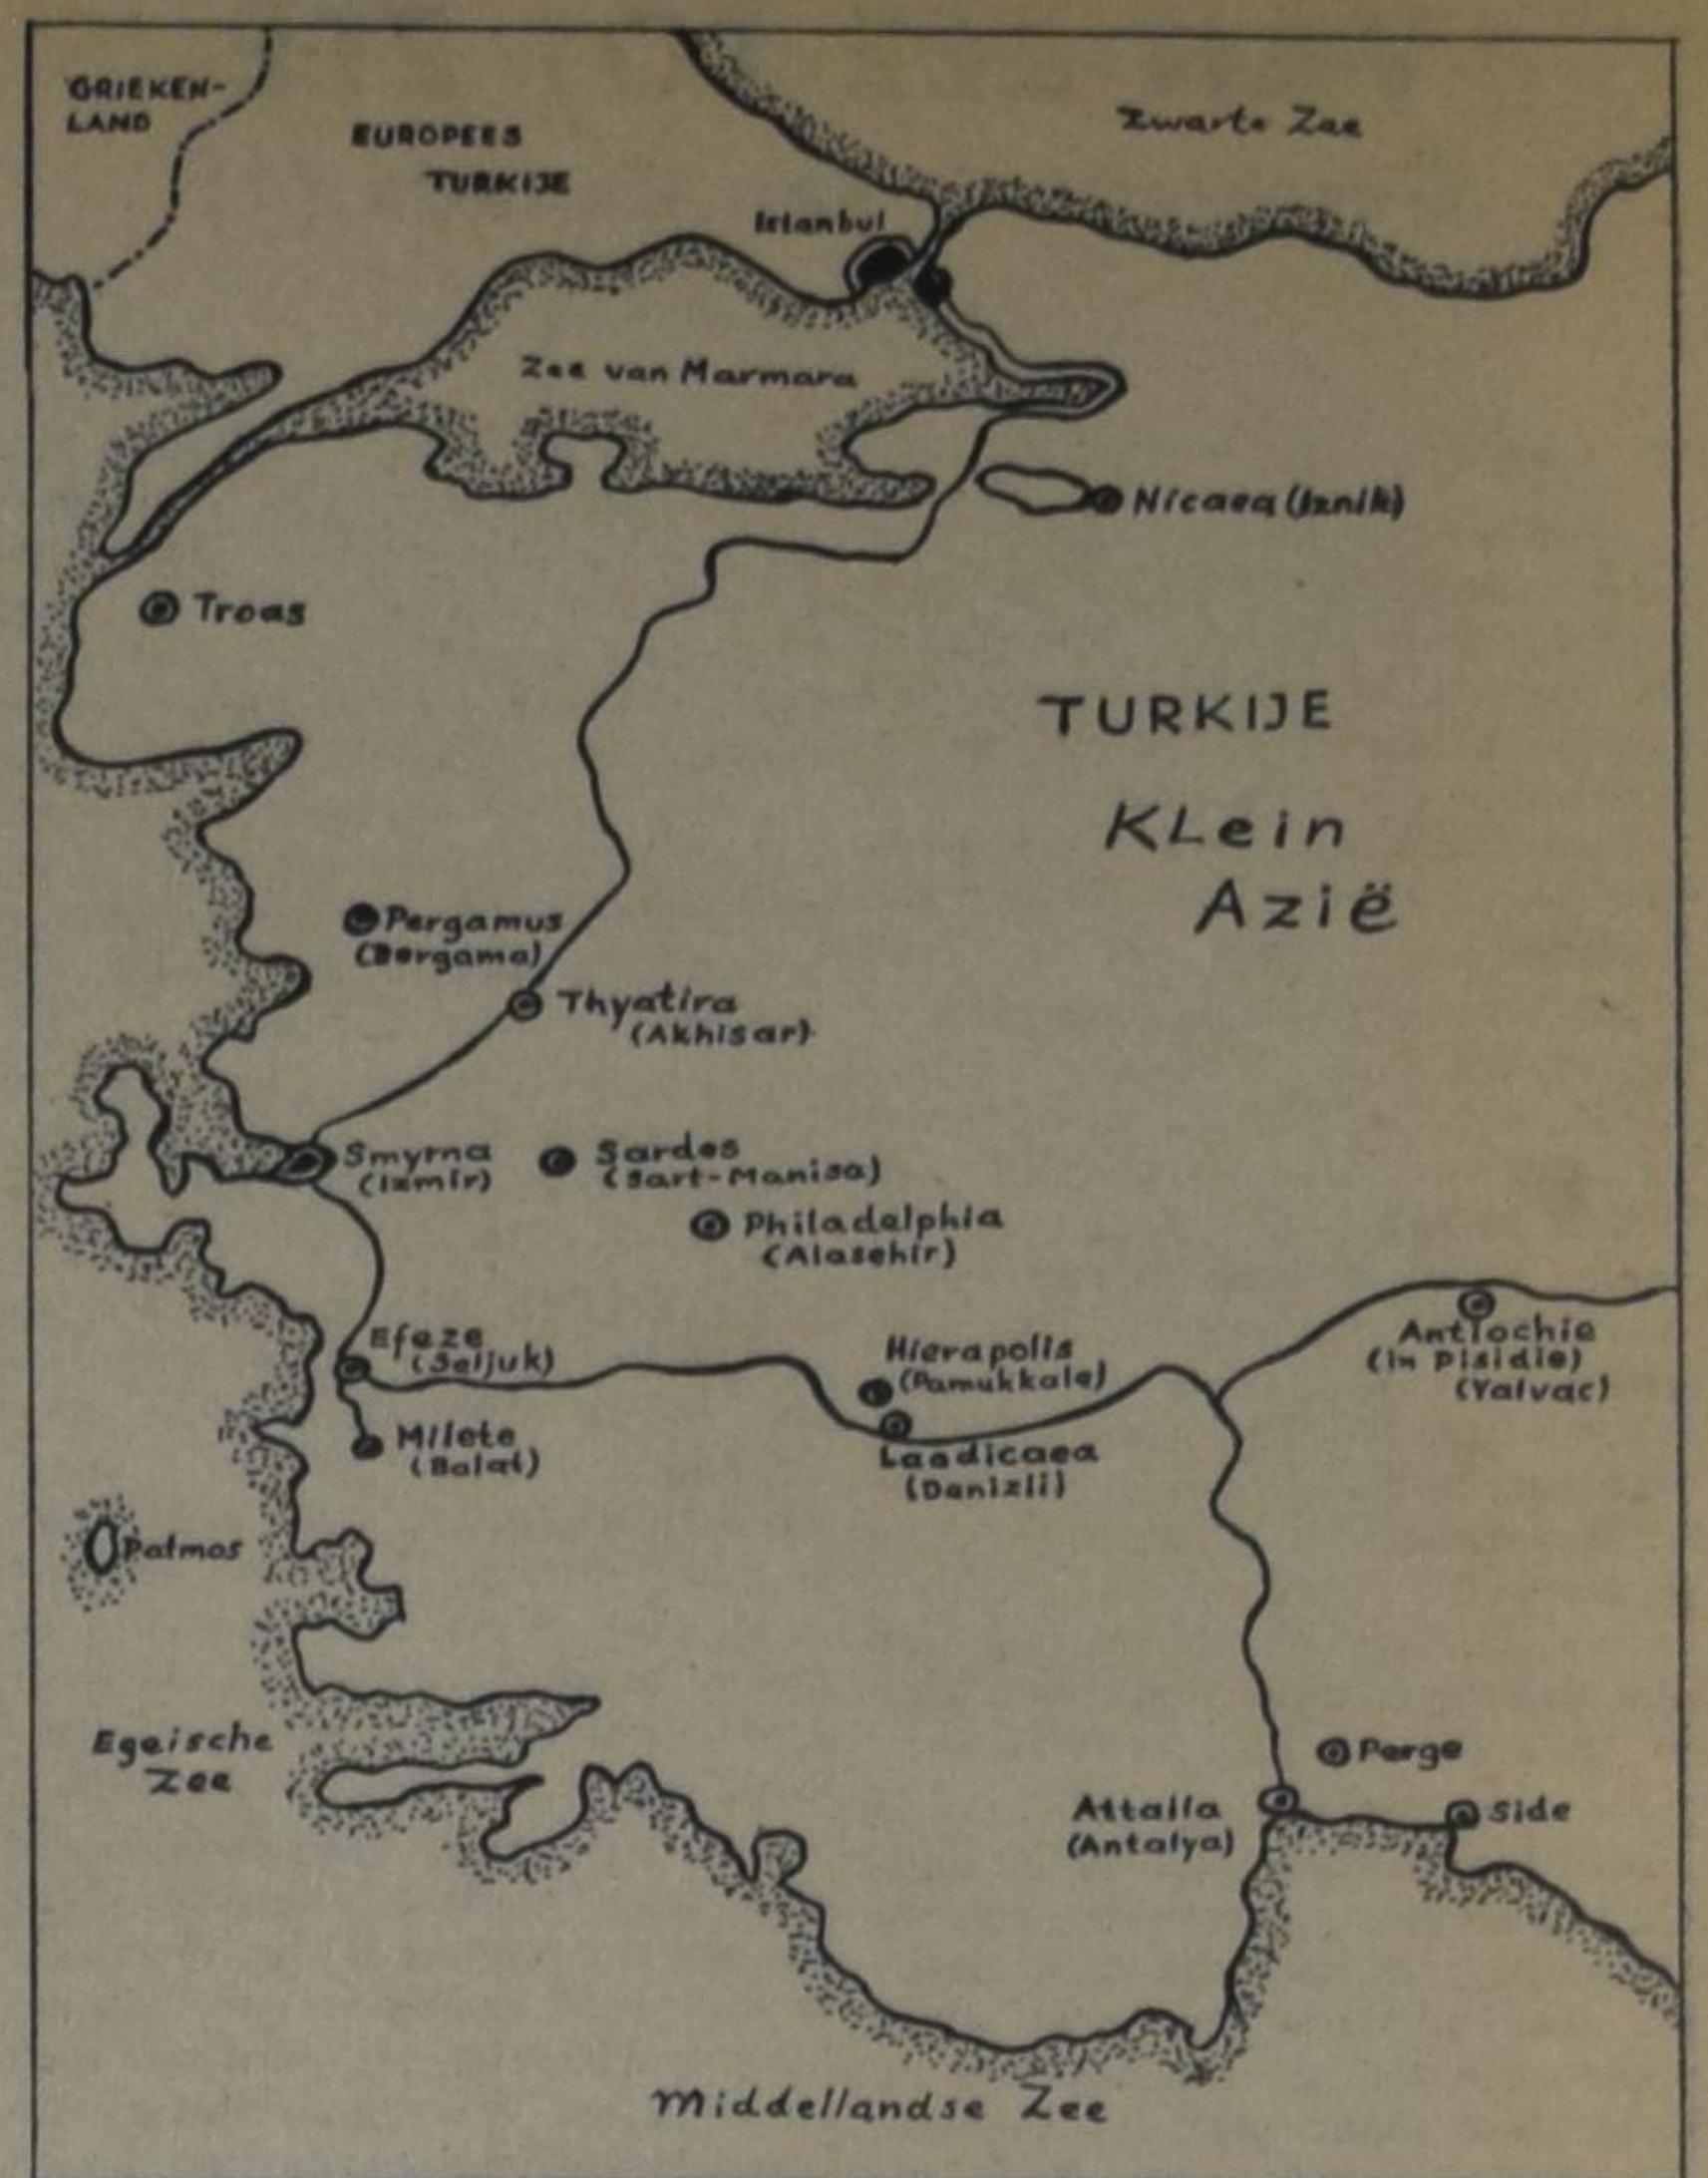 GRIEKEN-
LAND
EUROPEES
TURKIJE
Zwarte Zee
Istanbul
Zee van Marmara
Nicaea (Iznik)
Troas
TURKIJE
KLein
Azië
Pergamus
(Bergama)
Thyatira
(Akhisar)
Smyrna
(Izmir)
Sardes
(Sart-Manisa)
Philadelphia
(Alasehir)
Efeze
(Seljuk)
Hierapolis
(Pamukkale)
Antiochie
(in Pisidie)
(Yalvac)
Milete
(Balat)
Laodicaea
(Denizli)
Patmos
Egeische
Zee
Perge
Attalia
(Antalya)
Side
Middellandse Zee